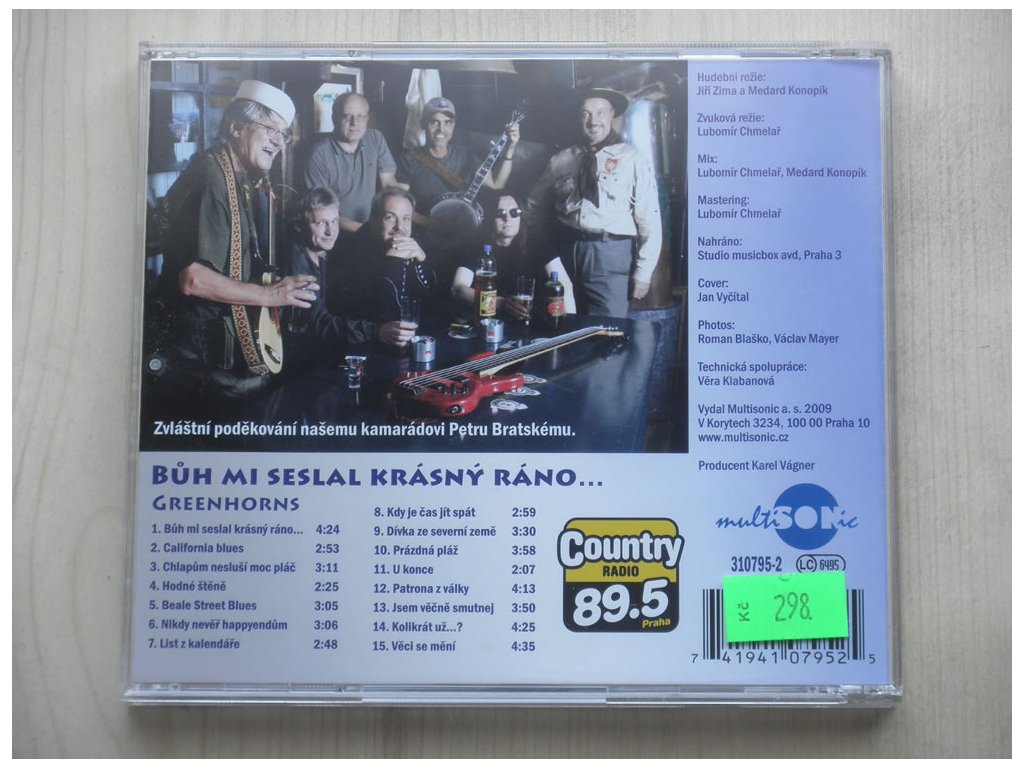 Zvláštní poděkování našemu kamarádovi Petru Bratskému.
Bůh mi seslal krásný ráno...
Greenhorns
1. Bůh mi seslal krásný ráno... 4:24
2. California blues 2:53
3. Chlapům nesluší moc pláč 3:11
4. Hodné štěně 2:25
5. Beale Street Blues 3:05
6. Nikdy nevěř happyendům 3:06
7. List z kalendáře 2:48
8. Kdy je čas jít spát 2:59
9. Dívka ze severní země 3:30
10. Prázdná pláž 3:58
11. U konce 2:07
12. Patrona z války 4:13
13. Jsem věčně smutnej 3:50
14. Kolikrát už...? 4:25
15. Věci se mění 4:35
Country
RADIO
89.5
Praha
Hudební režie:
Jiří Zima a Medard Konopík
Zvuková režie:
Lubomír Chmelař
Mix:
Lubomír Chmelař, Medard Konopík
Mastering:
Lubomír Chmelař
Nahráno:
Studio musicbox avd, Praha 3
Cover:
Jan Vyčítal
Photos:
Roman Blaško, Václav Mayer
Technická spolupráce:
Věra Klabanová
Vydal Multisonic a. s. 2009
V Korytech 3234, 100 00 Praha 10
www.multisonic.cz
Producent Karel Vágner
multiSONic
310795-2 LC 6495
Kč 298.
7 41941 07952 5